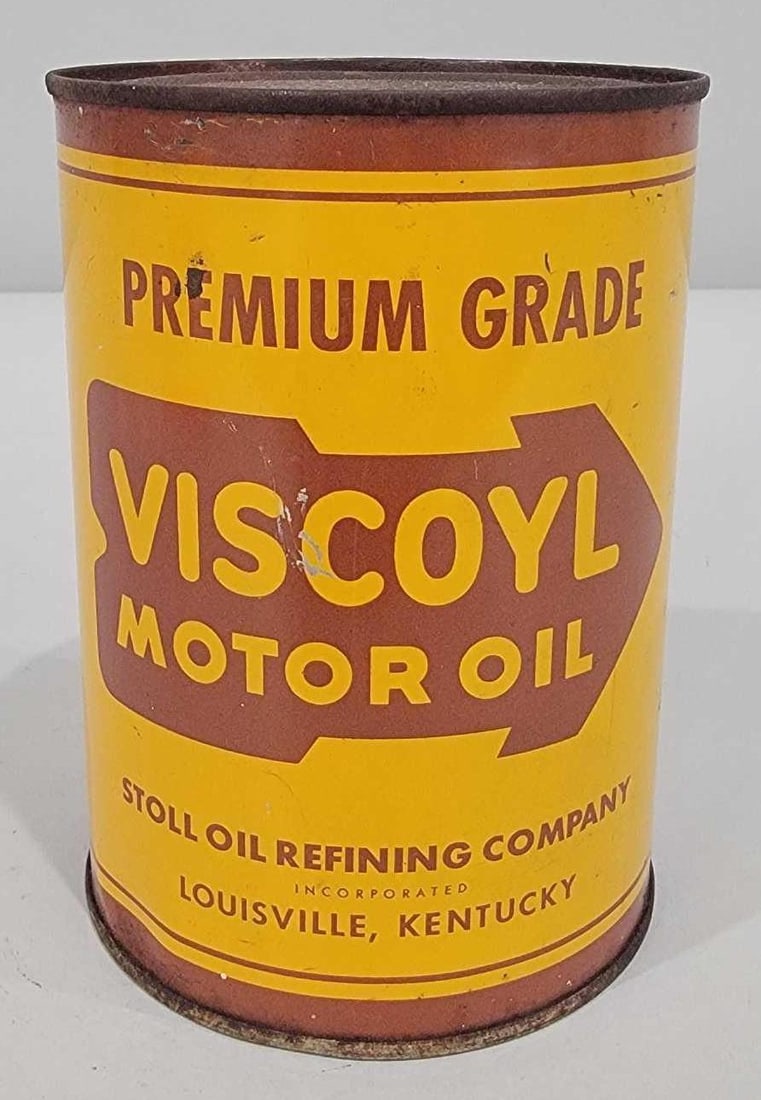 PREMIUM GRADE
VISCOYL
MOTOR OIL
STOLL OIL REFINING COMPANY
INCORPORATED
LOUISVILLE, KENTUCKY